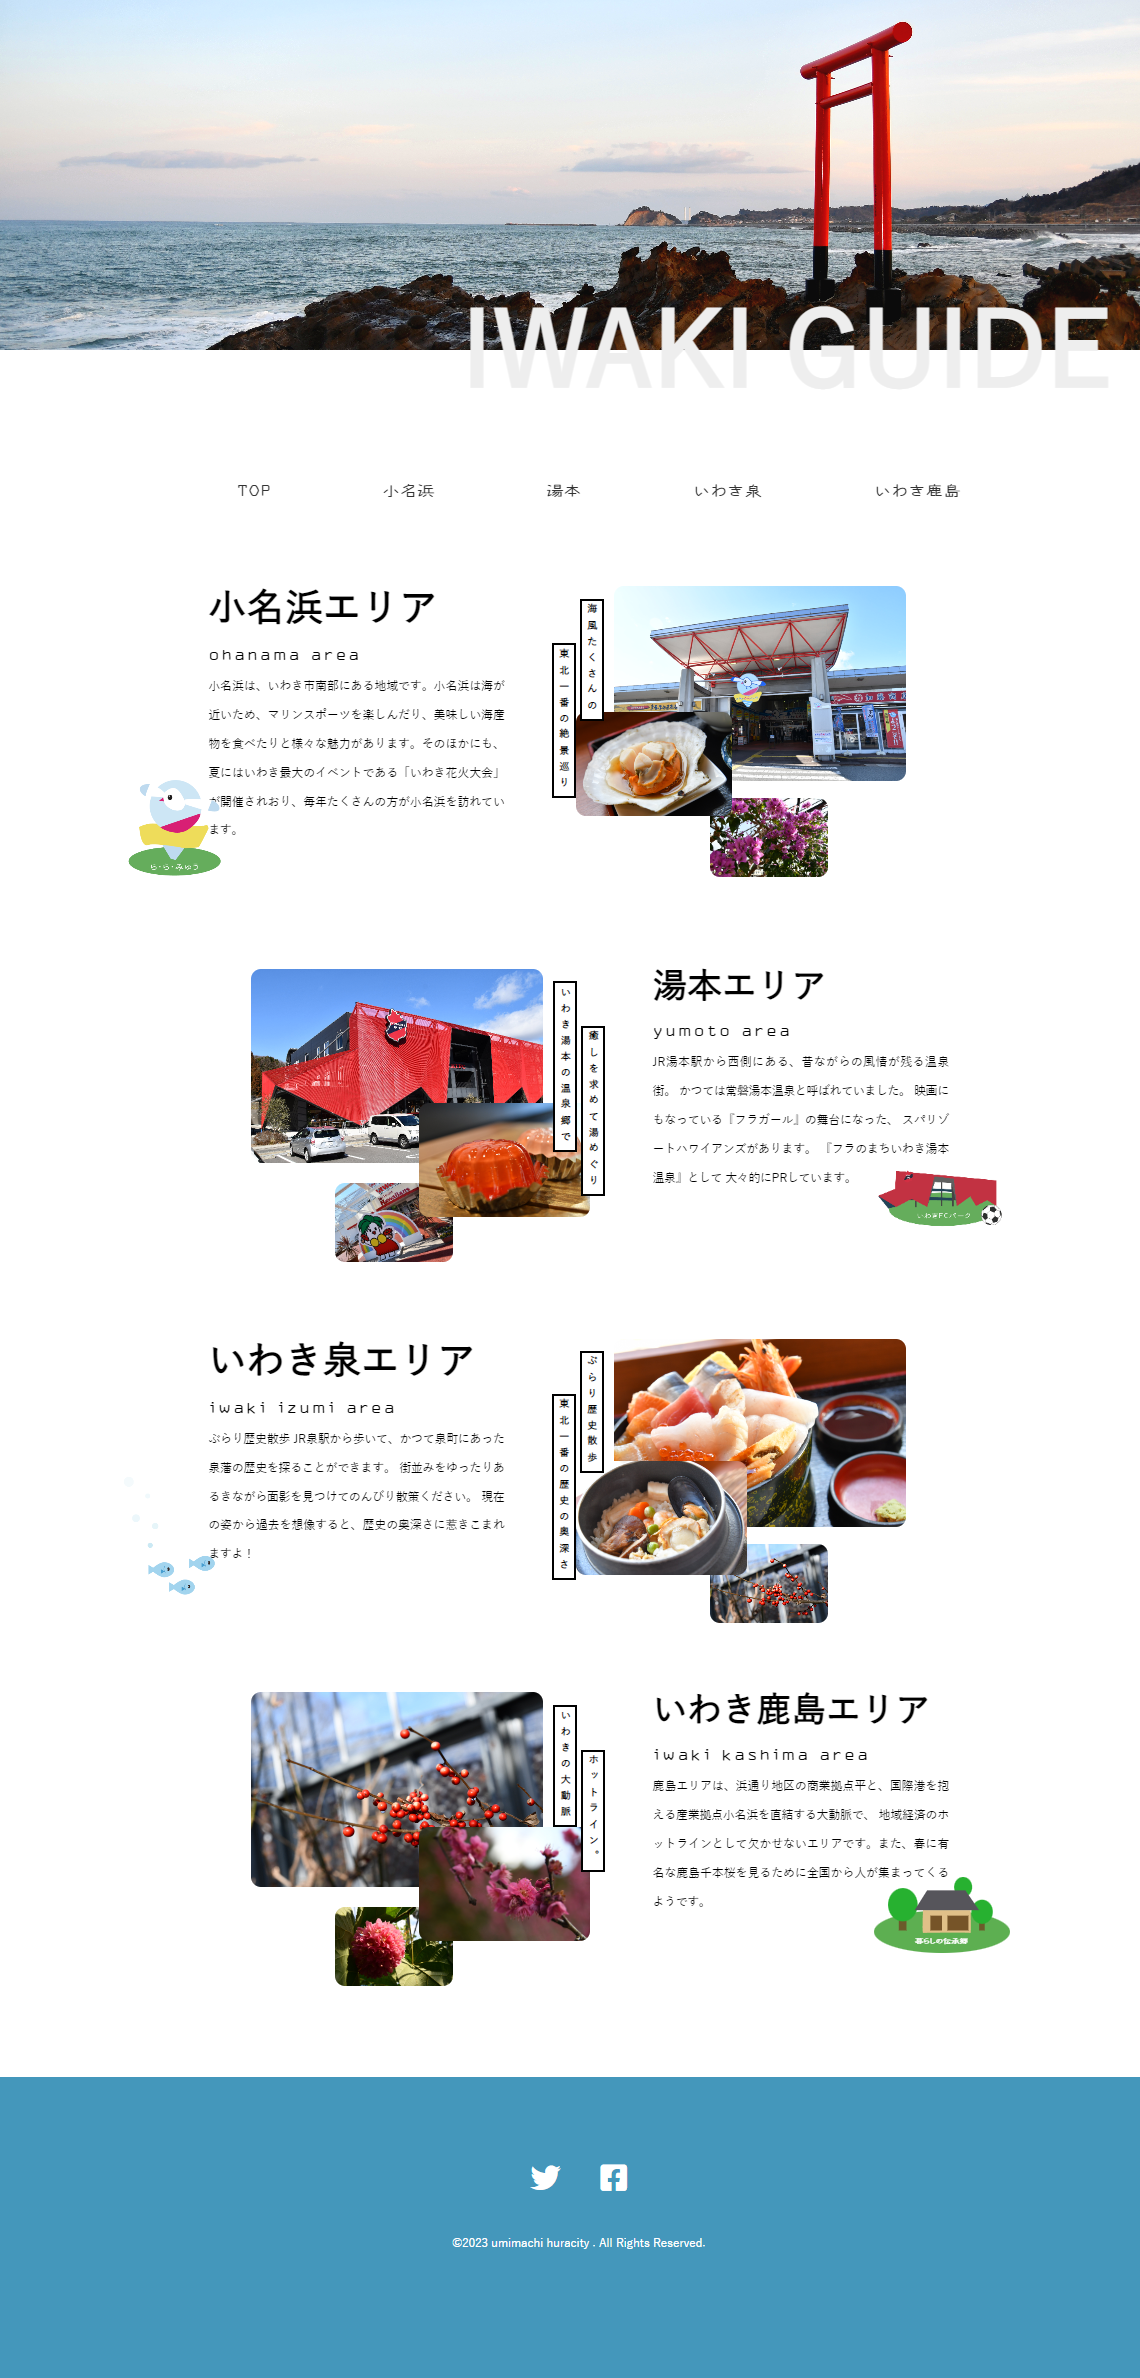 IWAKI GUIDE
TOP
小名浜
湯本
いわき泉
いわき鹿島
小名浜エリア
ohanama area
小名浜は、いわき市南部にある地域です。小名浜は海が
近いため、マリンスポーツを楽しんだり、美味しい海産
物を食べたりと様々な魅力があります。そのほかにも、
夏にはいわき最大のイベントである「いわき花火大会」
が開催されおり、毎年たくさんの方が小名浜を訪れてい
ます。
ら・ら・みゅう
海風たくさんの
東北一番の絶景巡り
いわき湯本の温泉郷で
癒しを求めて湯めぐり
湯本エリア
yumoto area
JR湯本駅から西側にある、昔ながらの風情が残る温泉
街。 かつては常磐湯本温泉と呼ばれていました。 映画に
もなっている『フラガール』の舞台になった、 スパリゾ
ートハワイアンズがあります。 『フラのまちいわき湯本
温泉』として 大々的にPRしています。
いわきFCパーク
いわき泉エリア
iwaki izumi area
ぶらり歴史散歩 JR泉駅から歩いて、かつて泉町にあった
泉藩の歴史を探ることができます。 街並みをゆったりあ
るきながら面影を見つけてのんびり散策ください。 現在
の姿から過去を想像すると、歴史の奥深さに惹きこまれ
ますよ！
ぶらり歴史散歩
東北一番の歴史の奥深さ
いわきの大動脈
ホットライン。
いわき鹿島エリア
iwaki kashima area
鹿島エリアは、浜通り地区の商業拠点平と、国際港を抱
える産業拠点小名浜を直結する大動脈で、 地域経済のホ
ットラインとして欠かせないエリアです。また、春に有
名な鹿島千本桜を見るために全国から人が集まってくる
ようです。
暮らしの伝承郷
©2023 umimachi huracity . All Rights Reserved.